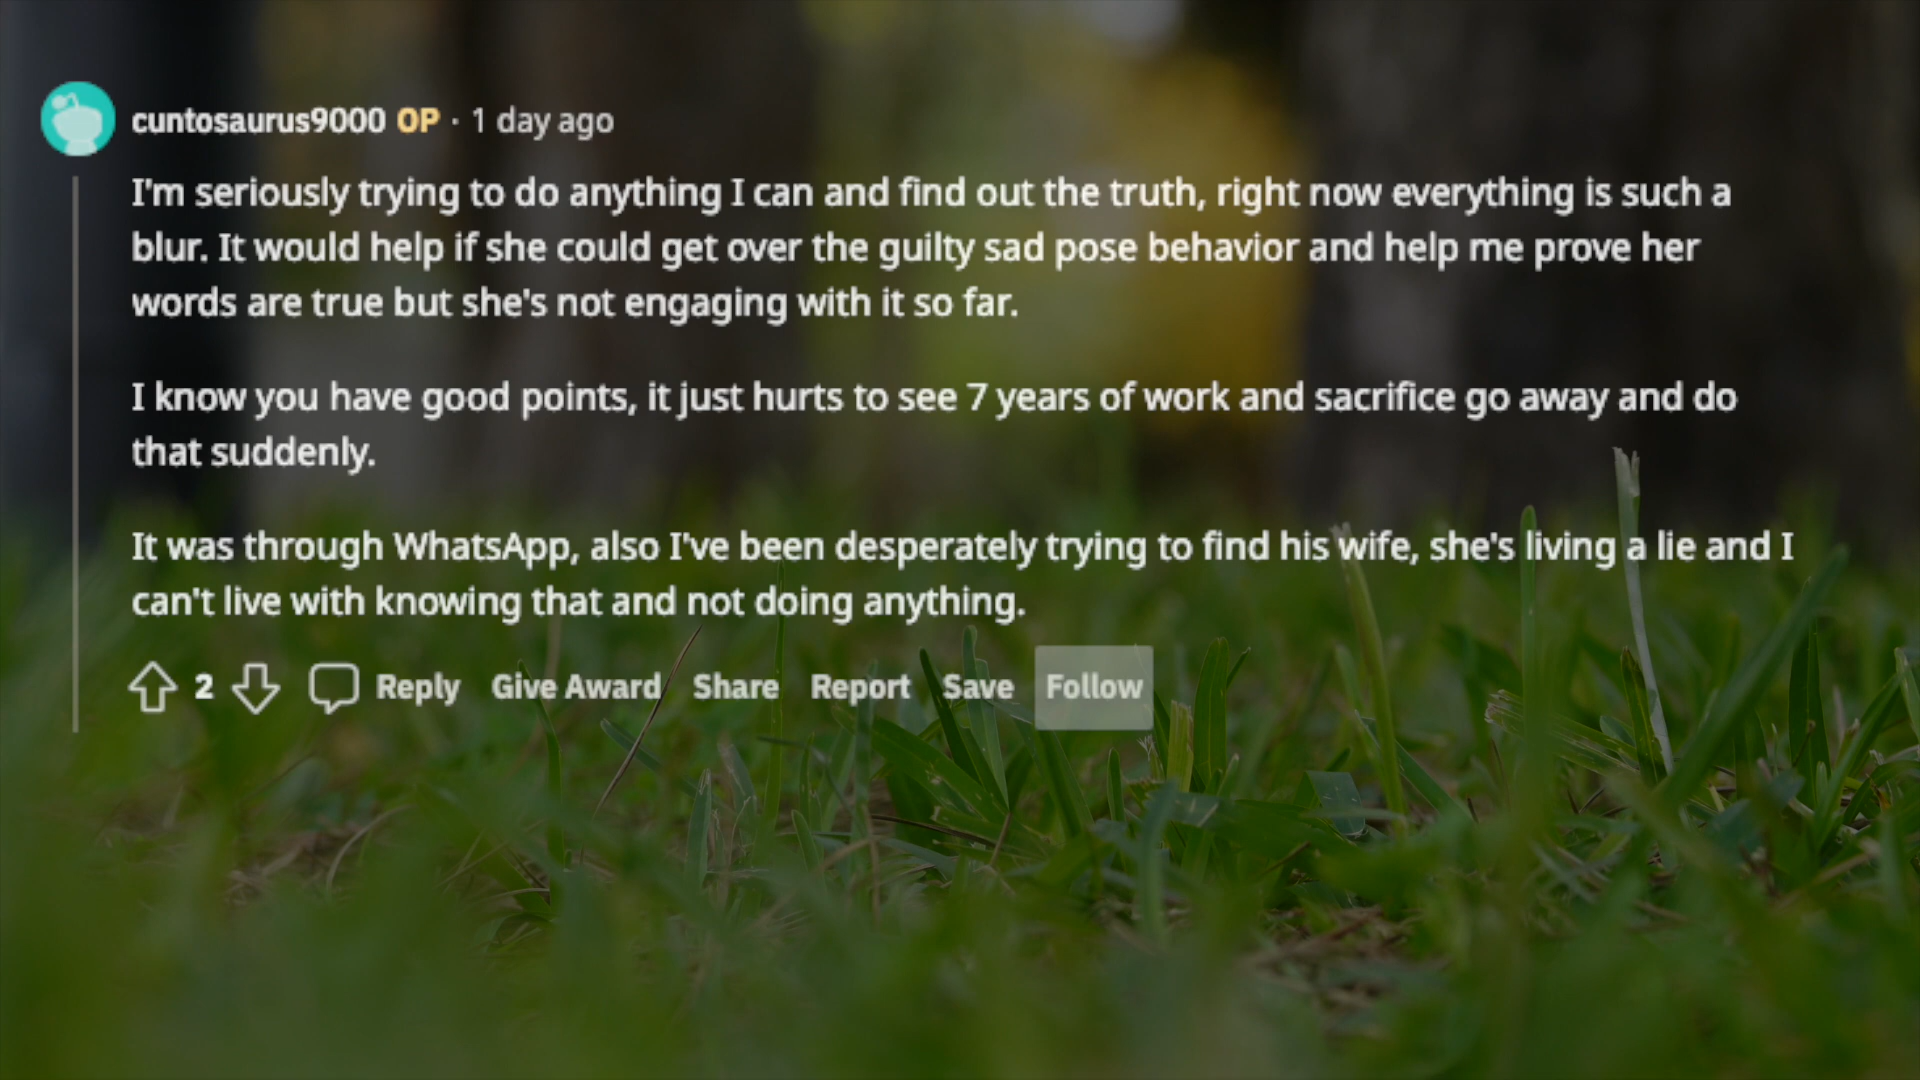 cuntosaurus9000 OP · 1 day ago
I'm seriously trying to do anything I can and find out the truth, right now everything is such a
blur. It would help if she could get over the guilty sad pose behavior and help me prove her
words are true but she's not engaging with it so far.
I know you have good points, it just hurts to see 7 years of work and sacrifice go away and do
that suddenly.
It was through WhatsApp, also I've been desperately trying to find his wife, she's living a lie and I
can't live with knowing that and not doing anything.
2 Reply Give Award Share Report Save Follow